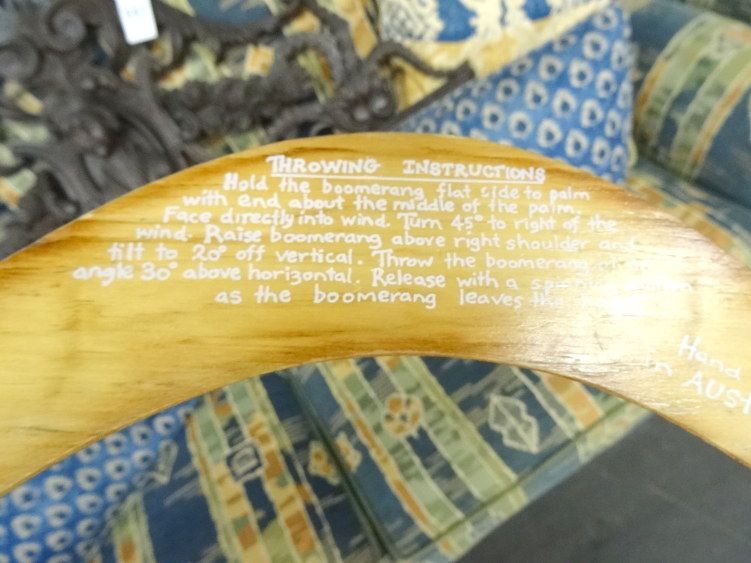 THROWING INSTRUCTIONS
Hold the boomerang flat side to palm
with end about the middle of the palm.
Face directly into wind. Turn 45° to right of the
wind. Raise boomerang above right shoulder and
tilt to 20° off vertical. Throw the boomerang
angle 30° above horizontal. Release with a
as the boomerang leaves the
Hand
in AUST